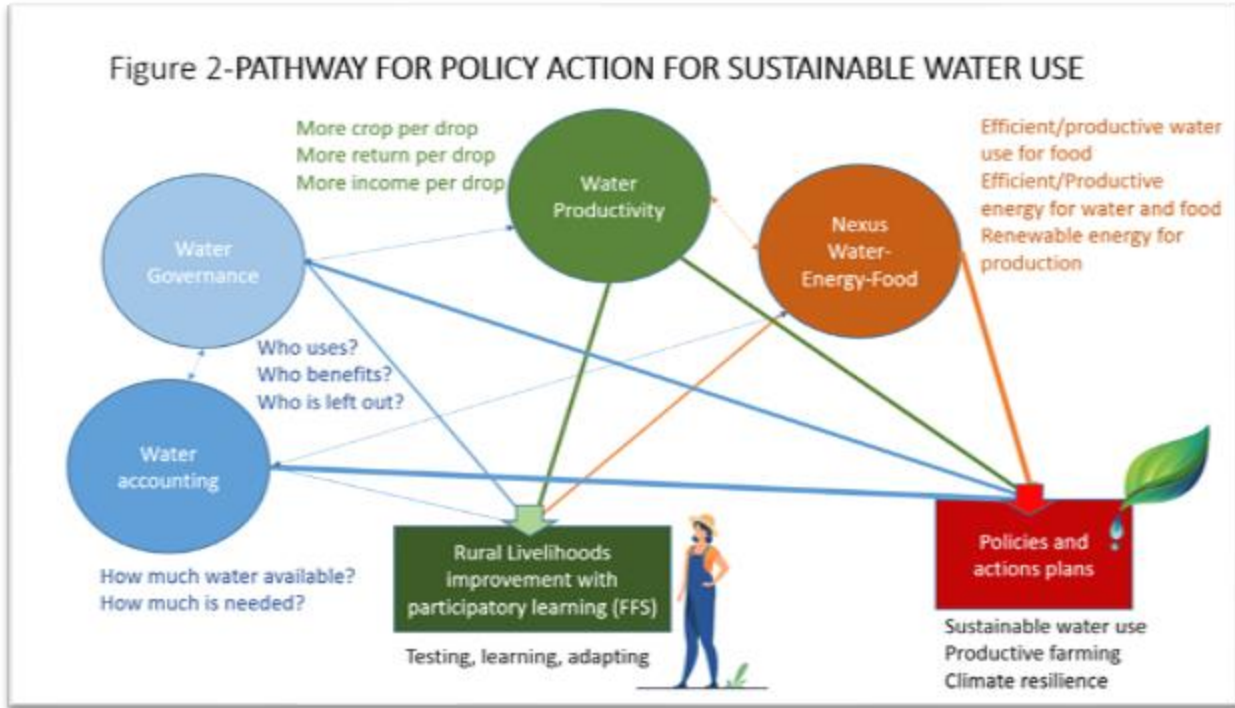 Figure 2-PATHWAY FOR POLICY ACTION FOR SUSTAINABLE WATER USE
More crop per drop
More return per drop
More income per drop
Water
Productivity
Efficient/productive water
use for food
Efficient/Productive
energy for water and food
Renewable energy for
production
Nexus
Water-
Energy-Food
Water
Governance
Who uses?
Who benefits?
Who is left out?
Water
accounting
How much water available?
How much is needed?
Rural Livelihoods
improvement with
participatory learning (FFS)
Testing, learning, adapting
Policies and
actions plans
Sustainable water use
Productive farming
Climate resilience